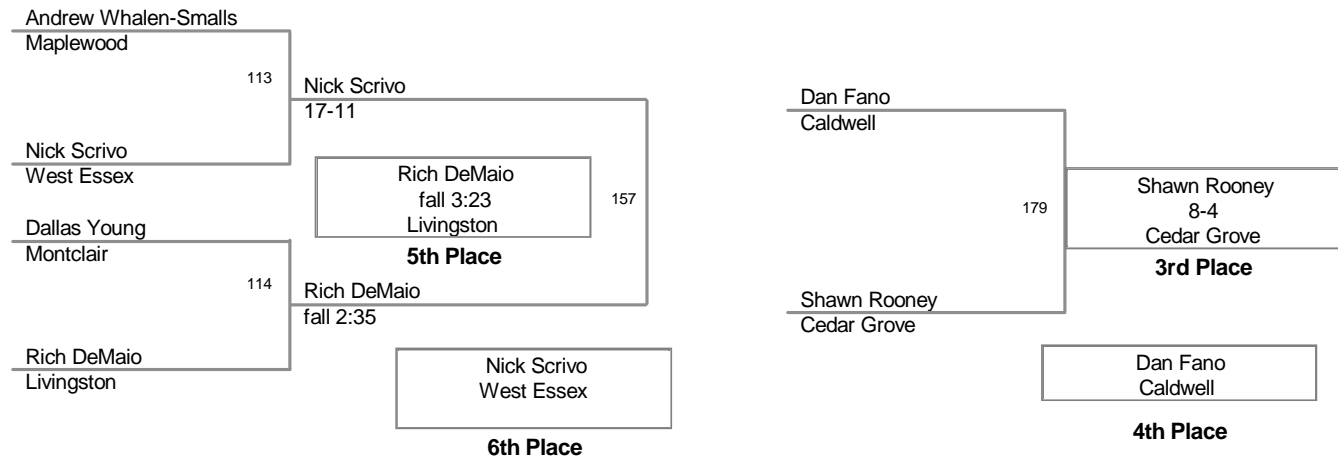 Andrew Whalen-Smalls
Maplewood
113
Nick Scrivo
17-11
Nick Scrivo
West Essex
Rich DeMaio
fall 3:23
Livingston
5th Place
157
Dallas Young
Montclair
114
Rich DeMaio
fall 2:35
Rich DeMaio
Livingston
Nick Scrivo
West Essex
6th Place
Dan Fano
Caldwell
179
Shawn Rooney
8-4
Cedar Grove
3rd Place
Shawn Rooney
Cedar Grove
Dan Fano
Caldwell
4th Place